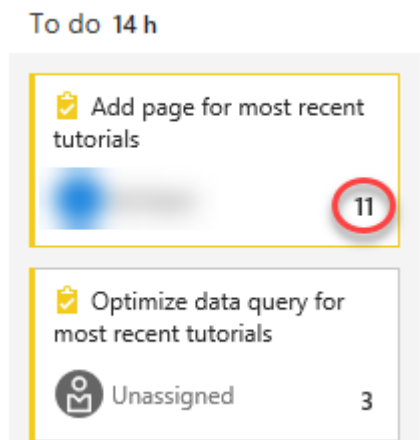 To do 14 h
Add page for most recent
tutorials
11
Optimize data query for
most recent tutorials
Unassigned 3